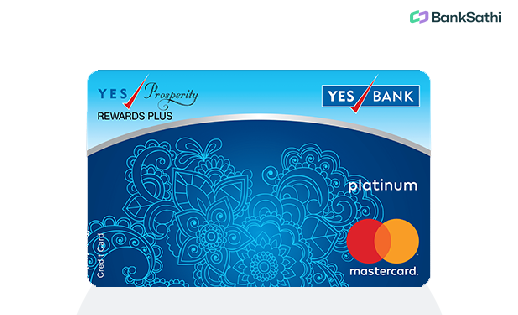 BankSathi
YES Prosperity
REWARDS PLUS
YES BANK
platinum
Credit Card
mastercard.